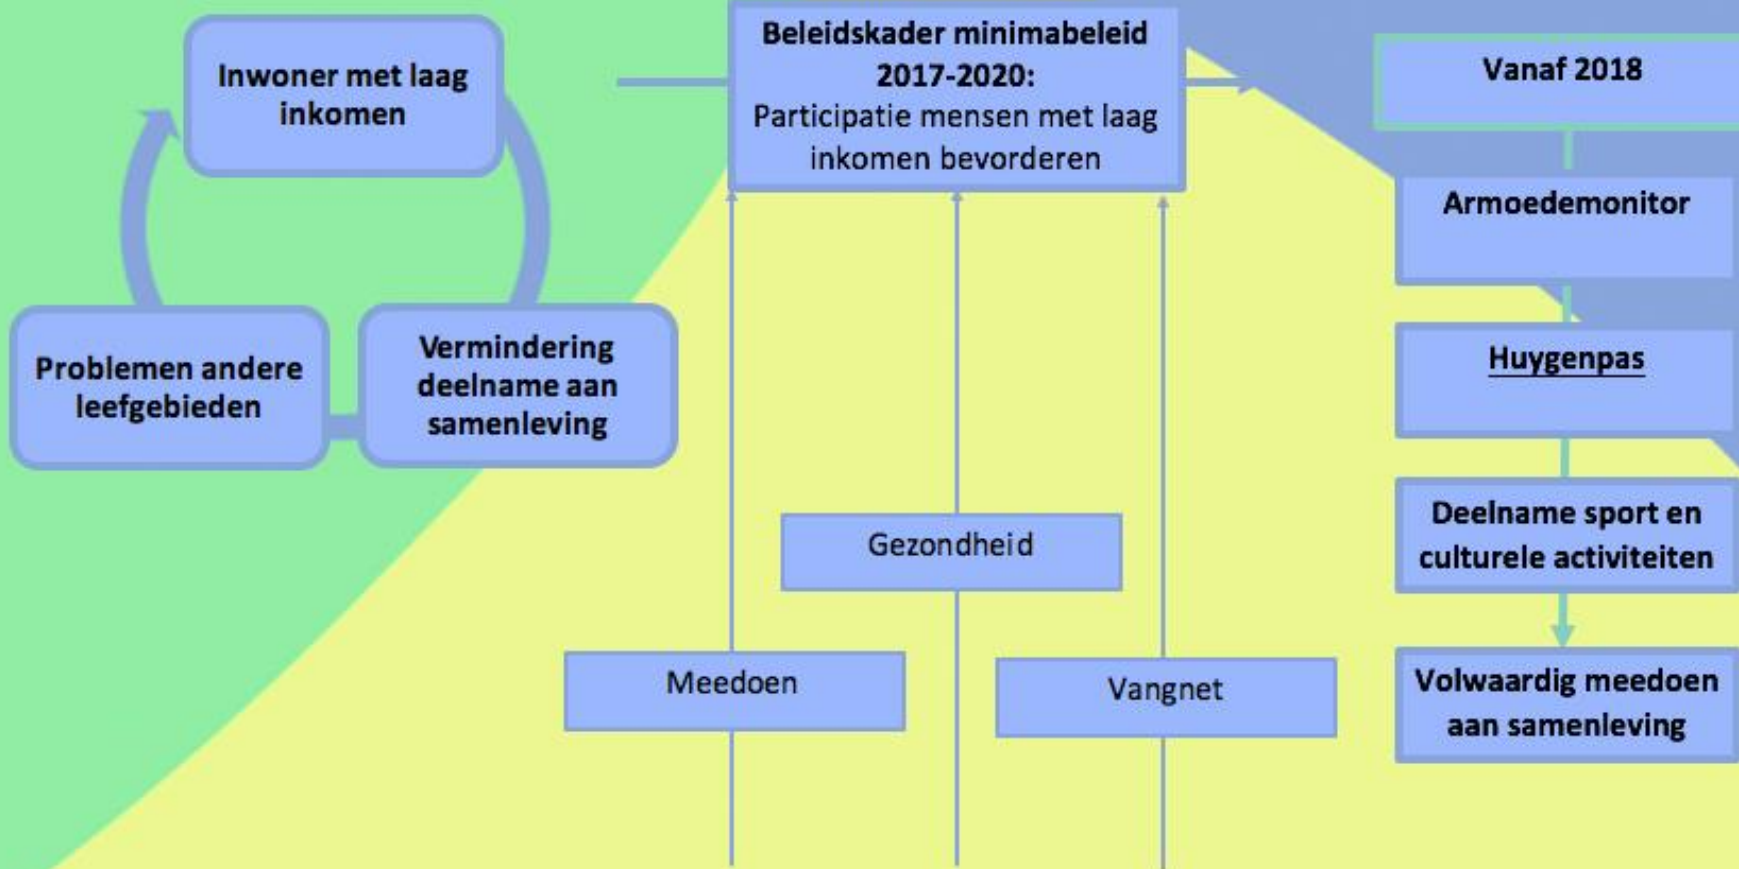 Inwoner met laag
inkomen
Problemen andere
leefgebieden
Vermindering
deelname aan
samenleving
Beleidskader minimabeleid
2017-2020:
Participatie mensen met laag
inkomen bevorderen
Gezondheid
Meedoen
Vangnet
Vanaf 2018
Armoedemonitor
Huygenpas
Deelname sport en
culturele activiteiten
Volwaardig meedoen
aan samenleving